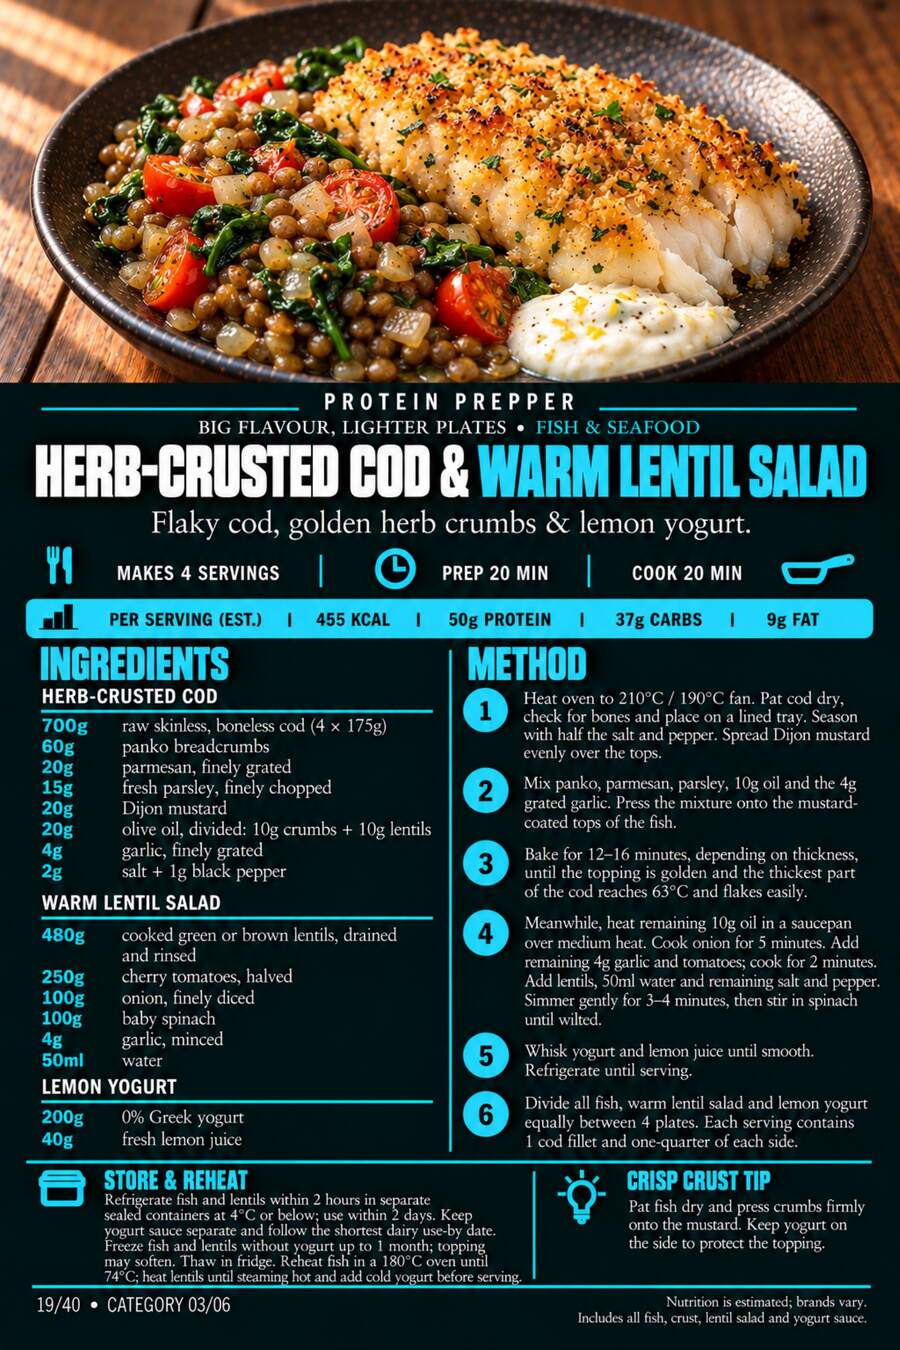 PROTEIN PREPPER
BIG FLAVOUR, LIGHTER PLATES • FISH & SEAFOOD
HERB-CRUSTED COD & WARM LENTIL SALAD
Flaky cod, golden herb crumbs & lemon yogurt.
MAKES 4 SERVINGS | PREP 20 MIN | COOK 20 MIN
PER SERVING (EST.) | 455 KCAL | 50g PROTEIN | 37g CARBS | 9g FAT
INGREDIENTS
HERB-CRUSTED COD
700g raw skinless, boneless cod (4 × 175g)
60g panko breadcrumbs
20g parmesan, finely grated
15g fresh parsley, finely chopped
20g Dijon mustard
20g olive oil, divided: 10g crumbs + 10g lentils
4g garlic, finely grated
2g salt + 1g black pepper
WARM LENTIL SALAD
480g cooked green or brown lentils, drained
and rinsed
250g cherry tomatoes, halved
100g onion, finely diced
100g baby spinach
4g garlic, minced
50ml water
LEMON YOGURT
200g 0% Greek yogurt
40g fresh lemon juice
METHOD
1 Heat oven to 210°C / 190°C fan. Pat cod dry,
check for bones and place on a lined tray. Season
with half the salt and pepper. Spread Dijon mustard
evenly over the tops.
2 Mix panko, parmesan, parsley, 10g oil and the 4g
grated garlic. Press the mixture onto the mustard-
coated tops of the fish.
3 Bake for 12–16 minutes, depending on thickness,
until the topping is golden and the thickest part
of the cod reaches 63°C and flakes easily.
4 Meanwhile, heat remaining 10g oil in a saucepan
over medium heat. Cook onion for 5 minutes. Add
remaining 4g garlic and tomatoes; cook for 2 minutes.
Add lentils, 50ml water and remaining salt and pepper.
Simmer gently for 3–4 minutes, then stir in spinach
until wilted.
5 Whisk yogurt and lemon juice until smooth.
Refrigerate until serving.
6 Divide all fish, warm lentil salad and lemon yogurt
equally between 4 plates. Each serving contains
1 cod fillet and one-quarter of each side.
STORE & REHEAT
Refrigerate fish and lentils within 2 hours in separate
sealed containers at 4°C or below; use within 2 days. Keep
yogurt sauce separate and follow the shortest dairy use-by date.
Freeze fish and lentils without yogurt up to 1 month; topping
may soften. Thaw in fridge. Reheat fish in a 180°C oven until
74°C; heat lentils until steaming hot and add cold yogurt before serving.
CRISP CRUST TIP
Pat fish dry and press crumbs firmly
onto the mustard. Keep yogurt on
the side to protect the topping.
19/40 • CATEGORY 03/06
Nutrition is estimated; brands vary.
Includes all fish, crust, lentil salad and yogurt sauce.